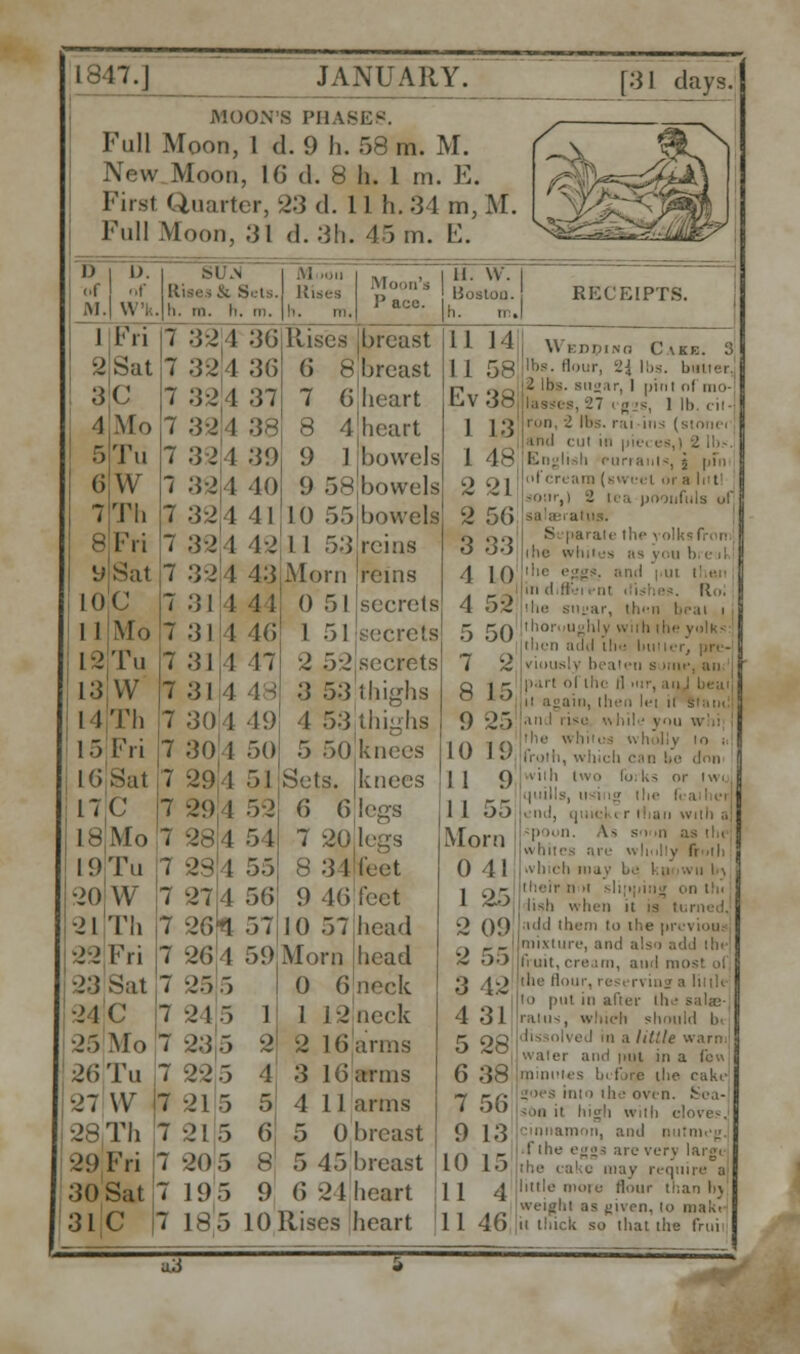 1847.] JANUARY. [31 days.
MOON'S PHASES.
Full Moon, 1 d. 9 h. 58 m. M.
New Moon, 16 d. 8 h. 1 m. E.
First Quarter, 23 d. 11 h. 34 m, M.
Full Moon, 31 d. 3h. 45 m. E.
D of M. | D. of W'k. | SUN Rises & Sets. h. m. h. m. | Moon Rises h. m. | Moon's Place. | H. W. Boston. h. m.
1 Fri 7 32 4 36 Rises breast 11 14
2 Sat 7 32 4 36 6 8 breast 11 58
3 C 7 32 4 37 7 6 heart Ev 38
4 Mo 7 32 4 38 8 4 heart 1 13
5 Tu 7 32 4 39 9 1 bowels 1 48
6 W 7 32 4 40 9 58 bowels 2 21
7 Th 7 32 4 41 10 55 bowels 2 56
8 Fri 7 32 4 42 11 53 reins 3 33
9 Sat 7 32 4 43 Morn reins 4 10
10 C 7 31 4 44 0 51 secrets 4 52
11 Mo 7 31 4 46 1 51 secrets 5 50
12 Tu 7 31 4 47 2 52 secrets 7 2
13 W 7 31 4 48 3 53 thighs 8 15
14 Th 7 30 4 49 4 53 thighs 9 25
15 Fri 7 30 4 50 5 50 knees 10 19
16 Sat 7 29 4 51 Sets. knees 11 9
17 C 7 29 4 52 6 6 legs 11 55
18 Mo 7 28 4 54 7 20 legs Morn
19 Tu 7 28 4 55 8 34 feet 0 41
20 W 7 27 4 56 9 46 feet 1 25
21 Th 7 26 4 57 10 57 head 2 09
22 Fri 7 26 4 59 Morn head 2 55
23 Sat 7 25 5 0 6 neck 3 42
24 C 7 24 5 1 1 12 neck 4 31
25 Mo 7 23 5 2 2 16 arms 5 28
26 Tu 7 22 5 4 3 16 arms 6 38
27 W 7 21 5 5 4 11 arms 7 56
28 Th 7 21 5 6 5 0 breast 9 13
29 Fri 7 20 5 8 5 45 breast 10 15
30 Sat 7 19 5 9 6 24 heart 11 4
31 C 7 18 5 10 Rises heart 11 46
RECEIPTS.
WEDDING CAKE. 3
lbs. flour, 2¼ lbs. butter,
2 lbs. sugar, 1 pint of mo-
lasses, 27 eggs, 1 lb. cit-
ron, 2 lbs. raisins (stoned
and cut in pieces,) 2 lbs.
English currants, ½ pin
of cream (sweet or a littl
sour,) 2 tea spoonfuls of
salæratus.
Separate the yolks from
the whites as you break
the eggs, and put them
in different dishes. Rol
the sugar, then beat i
thoroughly with the yolks
then add the butter, pre-
viously beaten some, an
part of the flour, and beat
it again, then let it stand
and rise while you whip
the whites wholly to a
froth, which can be done
with two forks or two
quills, using the feather
end, quicker than with a
spoon. As soon as the
whites are wholly froth
which may be known by
their not slipping on the
dish when it is turned,
add them to the previous
mixture, and also add the
fruit, cream, and most of
the flour, reserving a little
to put in after the salæ-
ratus, which should be
dissolved in a little warm
water and put in a few
minutes before the cake
goes into the oven. Sea-
son it high with cloves,
cinnamon, and nutmeg.
If the eggs are very large
the cake may require a
little more flour than by
weight as given, to make
it thick so that the fruit
a3 5